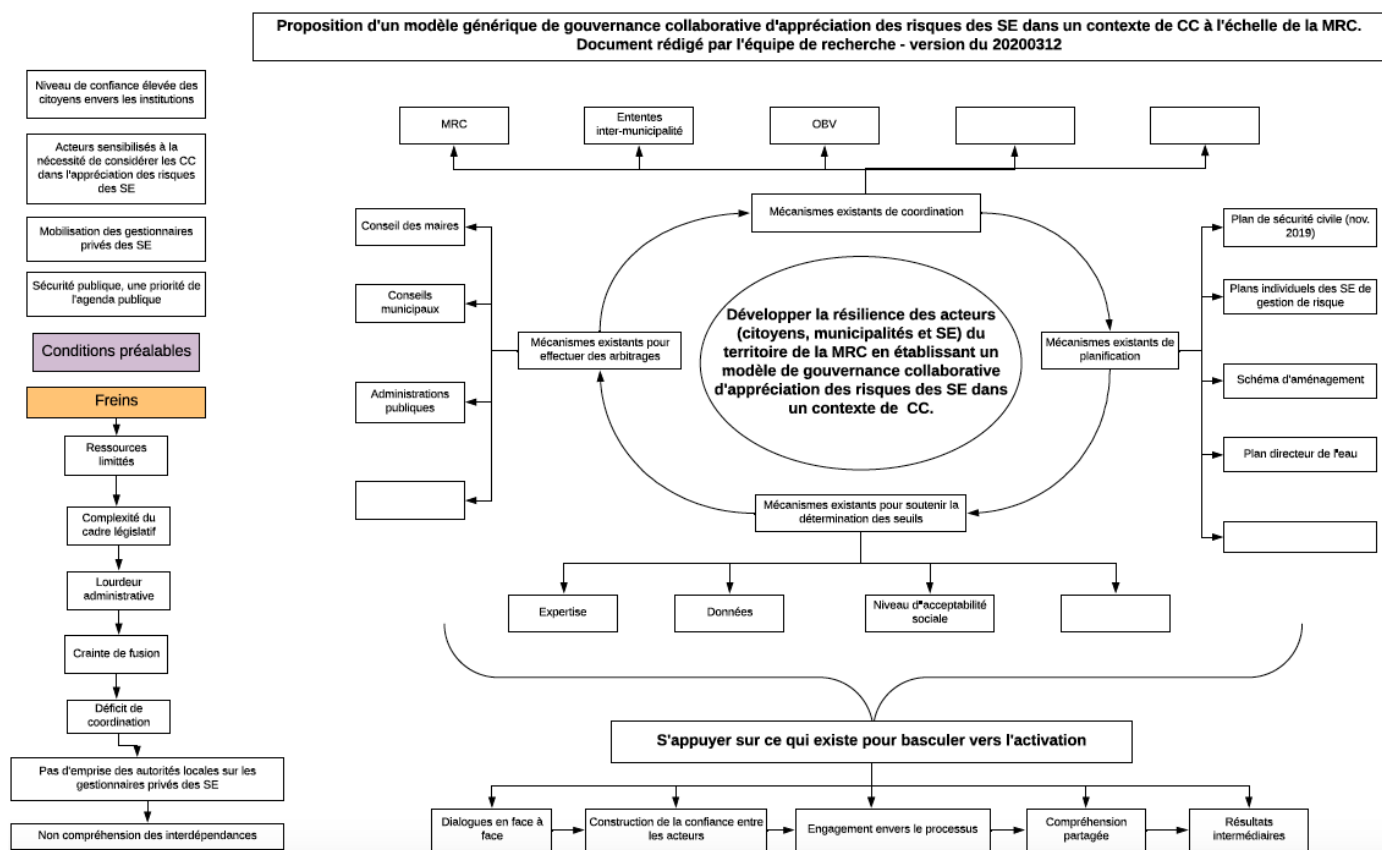 Proposition d'un modèle générique de gouvernance collaborative d'appréciation des risques des SE dans un contexte de CC à l'échelle de la MRC.
Document rédigé par l'équipe de recherche - version du 20200312
Niveau de confiance élevée des
citoyens envers les institutions
Acteurs sensibilisés à la
nécessité de considérer les CC
dans l'appréciation des risques
des SE
Mobilisation des gestionnaires
privés des SE
Sécurité publique, une priorité de
l'agenda publique
Conditions préalables
Freins
Ressources
limittés
Complexité du
cadre législatif
Lourdeur
administrative
Crainte de fusion
Déficit de
coordination
Pas d'emprise des autorités locales sur les
gestionnaires privés des SE
Non compréhension des interdépendances
MRC
Ententes
inter-municipalité
OBV
Mécanismes existants de coordination
Conseil des maires
Conseils
municipaux
Administrations
publiques
Mécanismes existants pour
effectuer des arbitrages
Développer la résilience des acteurs
(citoyens, municipalités et SE) du
territoire de la MRC en établissant un
modèle de gouvernance collaborative
d'appréciation des risques des SE dans
un contexte de CC.
Mécanismes existants de
planification
Plan de sécurité civile (nov.
2019)
Plans individuels des SE de
gestion de risque
Schéma d'aménagement
Plan directeur de l'eau
Mécanismes existants pour soutenir la
détermination des seuils
Expertise
Données
Niveau d'acceptabilité
sociale
S'appuyer sur ce qui existe pour basculer vers l'activation
Dialogues en face à
face
Construction de la confiance entre
les acteurs
Engagement envers le processus
Compréhension
partagée
Résultats
intermédiaires